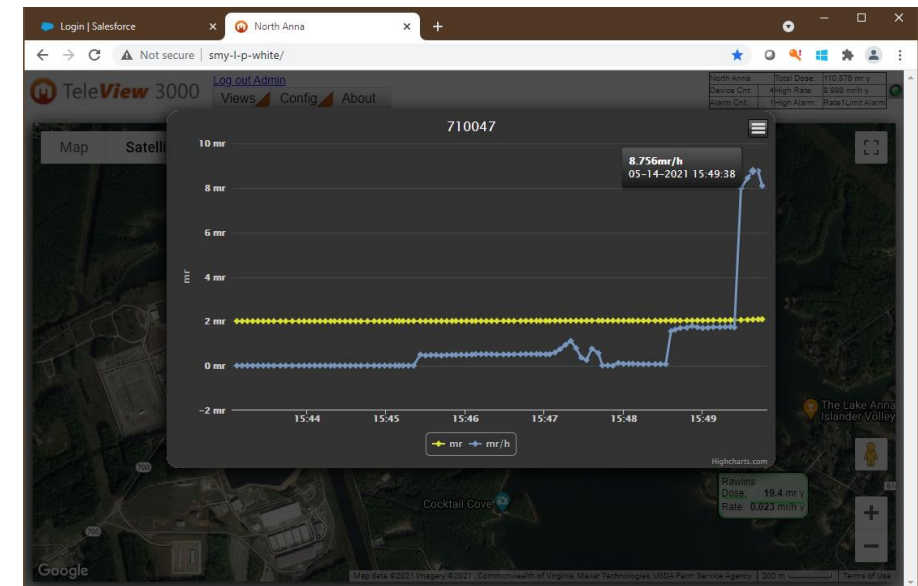 Login | Salesforce
North Anna
Not secure | smy-l-p-white/
TeleView 3000
Log out Admin
Views Config About
North Anna Total Dose: 110.876 mr y
Device Cnt: 4 High Rate: 8.983 mr/h y
Alarm Cnt: 1 High Alarm: Rate1Limit Alarm
Map Satelli
710047
10 mr
8.756mr/h
05-14-2021 15:49:38
8 mr
6 mr
mr
4 mr
2 mr
0 mr
-2 mr
15:44 15:45 15:46 15:47 15:48 15:49
mr mr/h
Highcharts.com
The Lake Anna
Islander Volley
700
Cocktail Cove
Rawlins
Dose: 19.4 mr y
Rate: 0.023 mr/h y
700
Google
Map data ©2021 Imagery ©2021 , Commonwealth of Virginia, Maxar Technologies, USDA Farm Service Agency 200 m Terms of Use